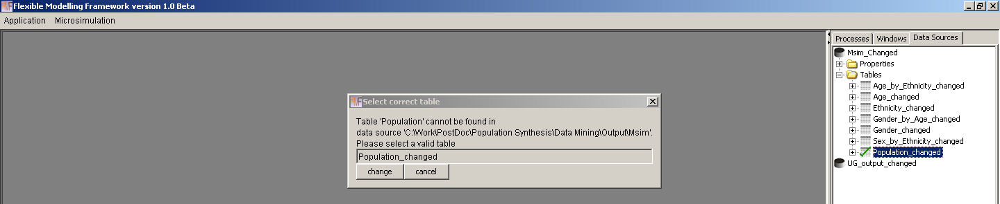 Flexible Modelling Framework version 1.0 Beta
Application Microsimulation
Processes Windows Data Sources
Msim_Changed
Properties
Tables
Age_by_Ethnicity_changed
Age_changed
Ethnicity_changed
Gender_by_Age_changed
Gender_changed
Sex_by_Ethnicity_changed
Population_changed
UG_output_changed
Select correct table
Table 'Population' cannot be found in
data source 'C:\Work\PostDoc\Population Synthesis\Data Mining\Output\Msim'.
Please select a valid table
Population_changed
change cancel